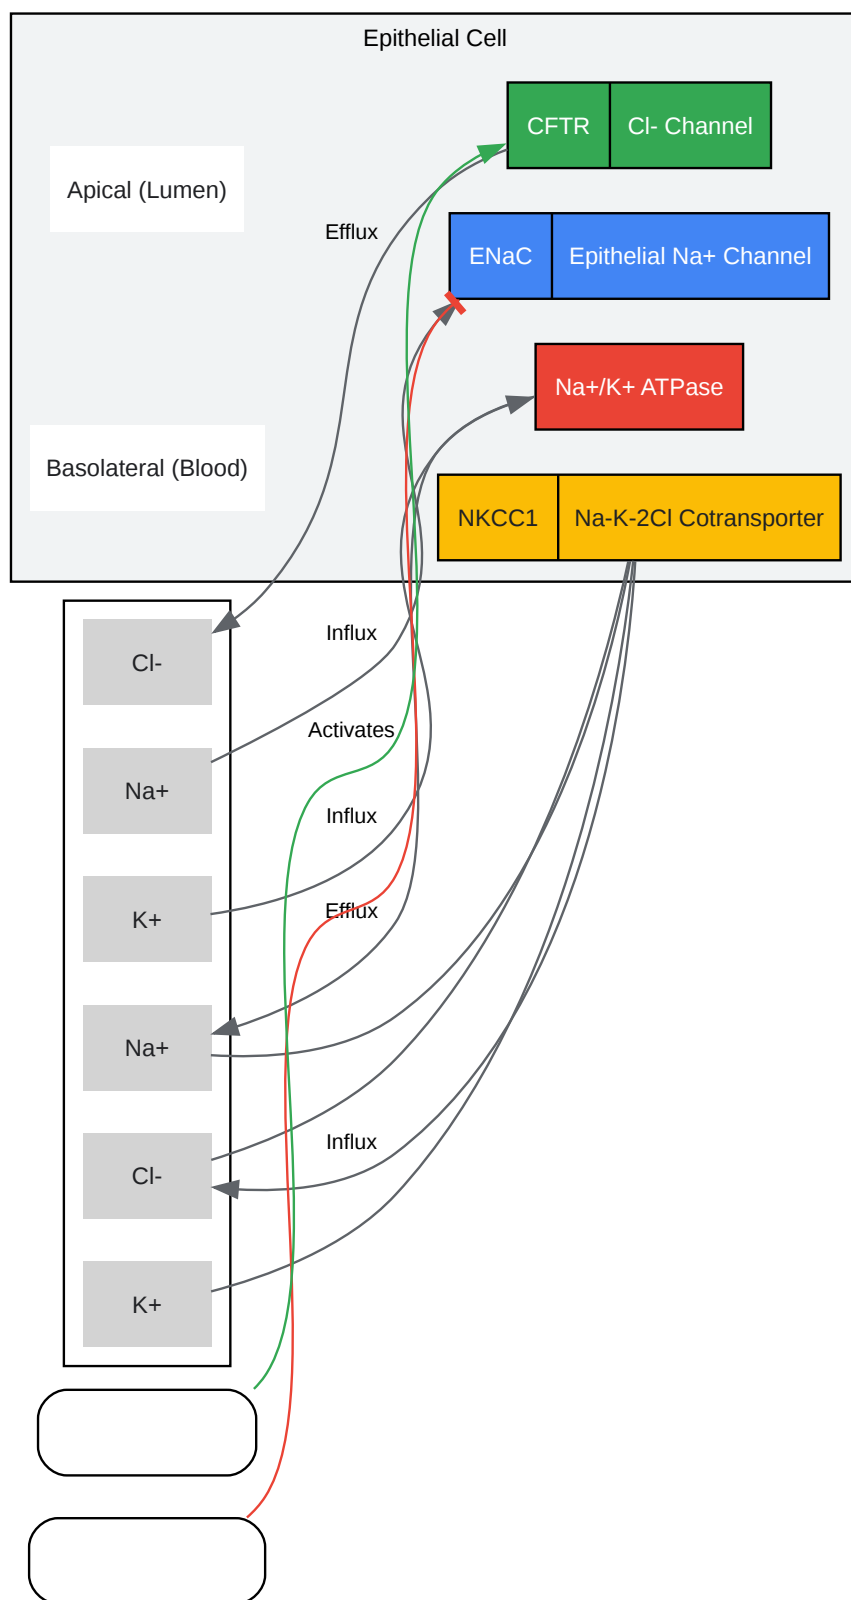 Epithelial Cell
CFTR
Cl- Channel
Apical (Lumen)
Efflux
ENaC
Epithelial Na+ Channel
Na+/K+ ATPase
Basolateral (Blood)
NKCC1
Na-K-2Cl Cotransporter
Cl-
Influx
Activates
Na+
Influx
K+
Efflux
Na+
Influx
Cl-
K+